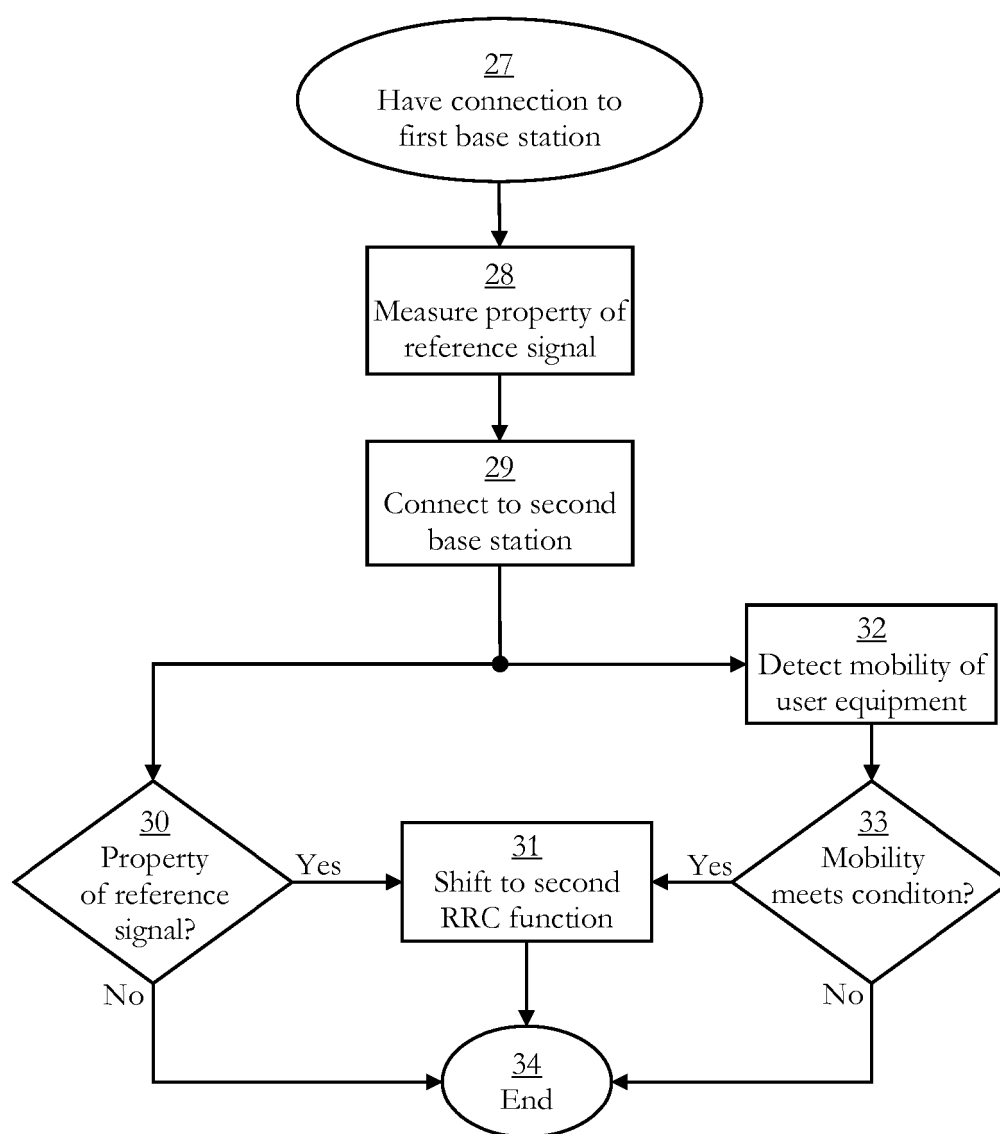 27
Have connection to
first base station
28
Measure property of
reference signal
29
Connect to second
base station
32
Detect mobility of
user equipment
30
Property
of reference
signal?
Yes
31
Shift to second
RRC function
Yes
33
Mobility
meets conditon?
No
No
34
End